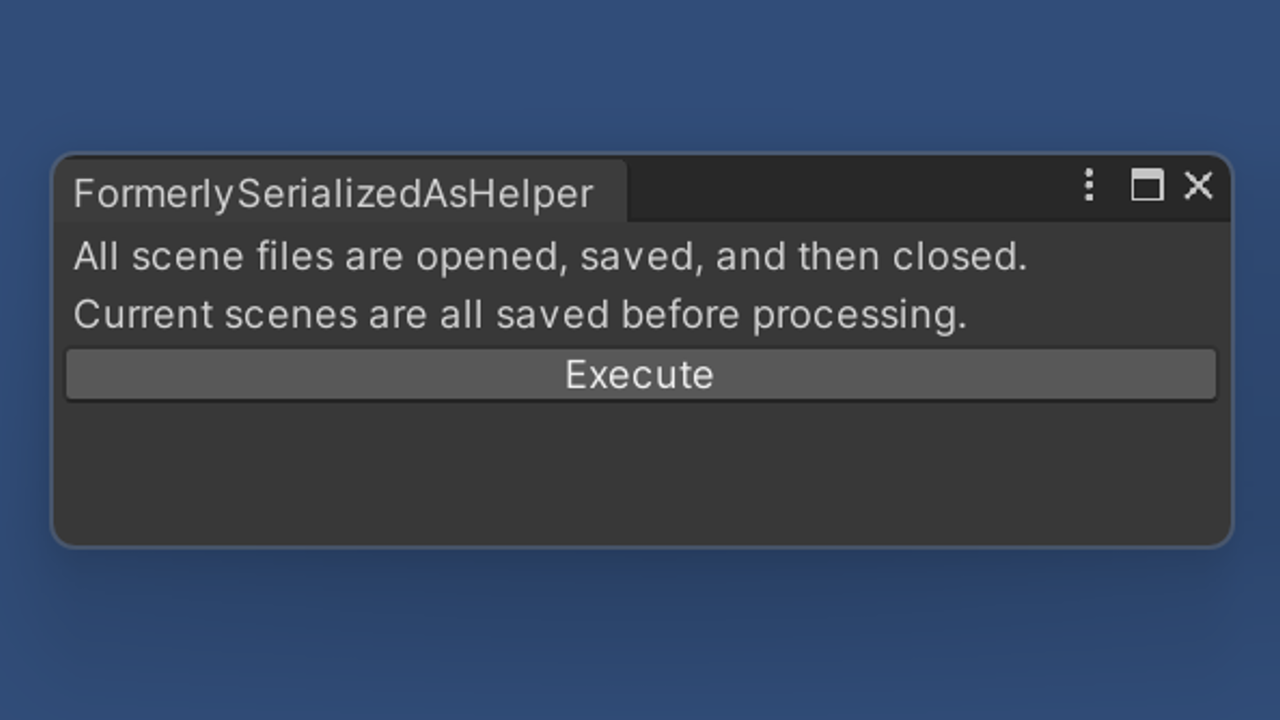 FormerlySerializedAsHelper
All scene files are opened, saved, and then closed.
Current scenes are all saved before processing.
Execute